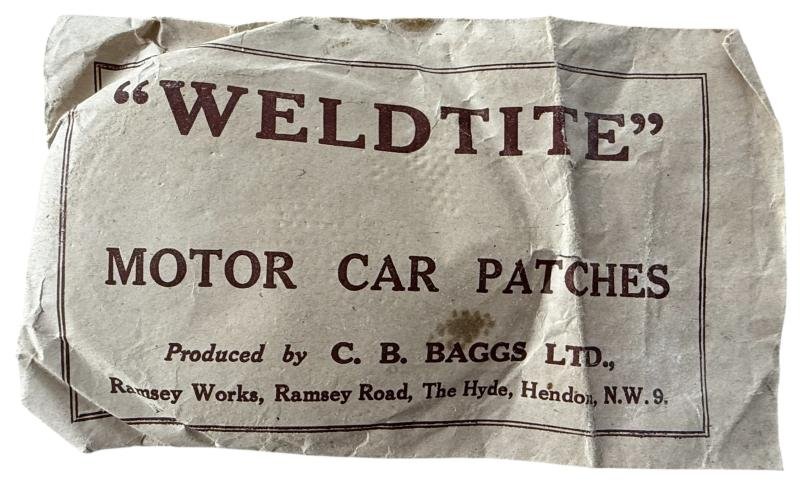 “WELDTITE”
MOTOR CAR PATCHES
Produced by C. B. BAGGS LTD.,
Ramsey Works, Ramsey Road, The Hyde, Hendon, N.W. 9.